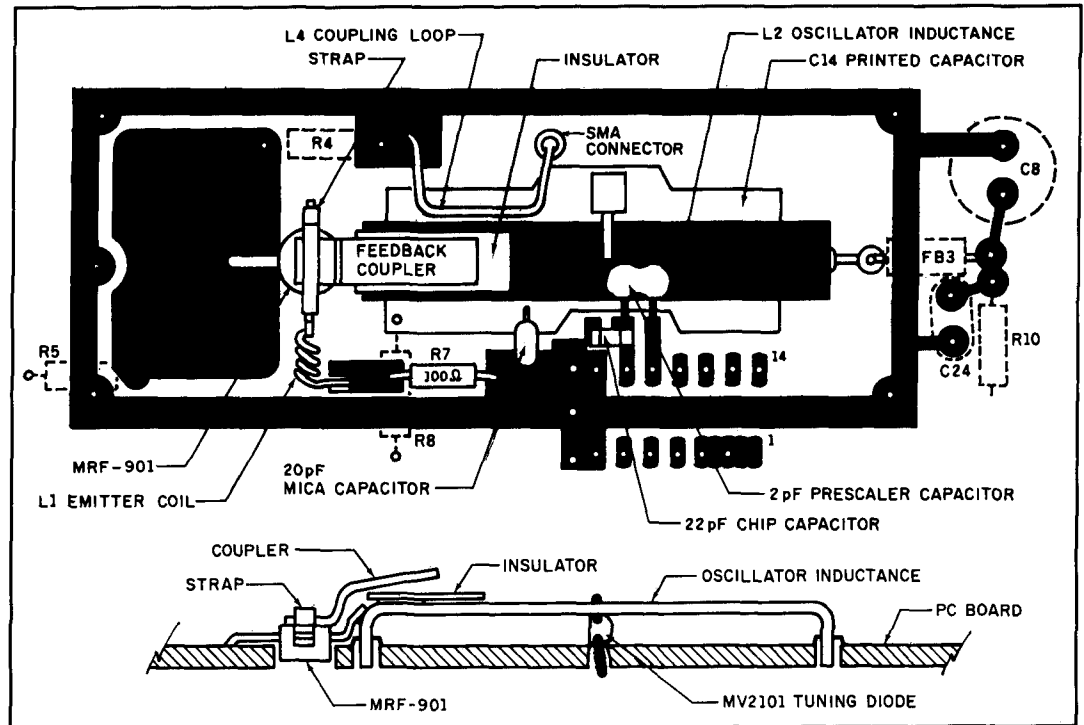 L4 COUPLING LOOP
STRAP
INSULATOR
L2 OSCILLATOR INDUCTANCE
C14 PRINTED CAPACITOR
R4
SMA
CONNECTOR
C8
FEEDBACK
COUPLER
FB3
R5
R7
100Ω
14
R10
C24
R8
1
MRF-901
20pF
MICA CAPACITOR
L1 EMITTER COIL
2pF PRESCALER CAPACITOR
22pF CHIP CAPACITOR
COUPLER
STRAP
INSULATOR
OSCILLATOR INDUCTANCE
PC BOARD
MRF-901
MV2101 TUNING DIODE